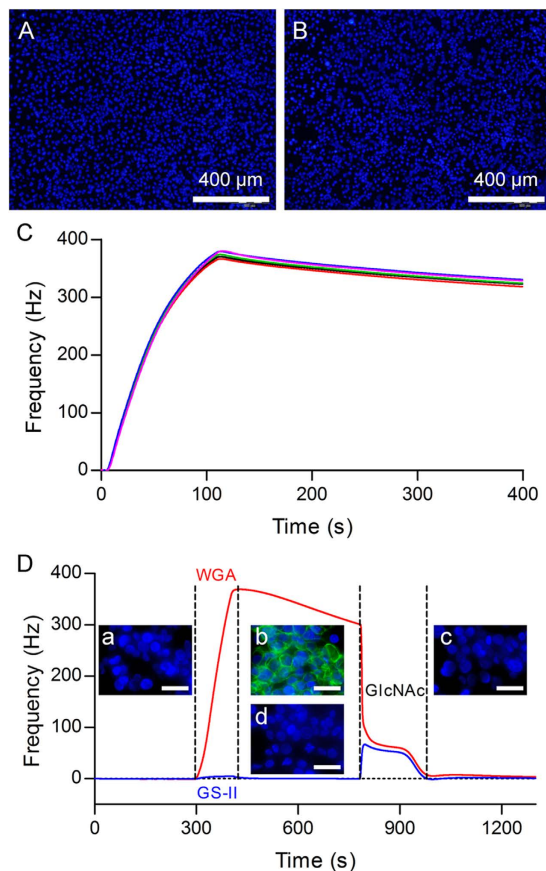 A
B
400 µm
400 µm
C
400
300
200
100
0
Frequency (Hz)
0 100 200 300 400
Time (s)
D
WGA
400
300
200
100
0
Frequency (Hz)
a
b
c
d
GlcNAc
GS-II
0 300 600 900 1200
Time (s)